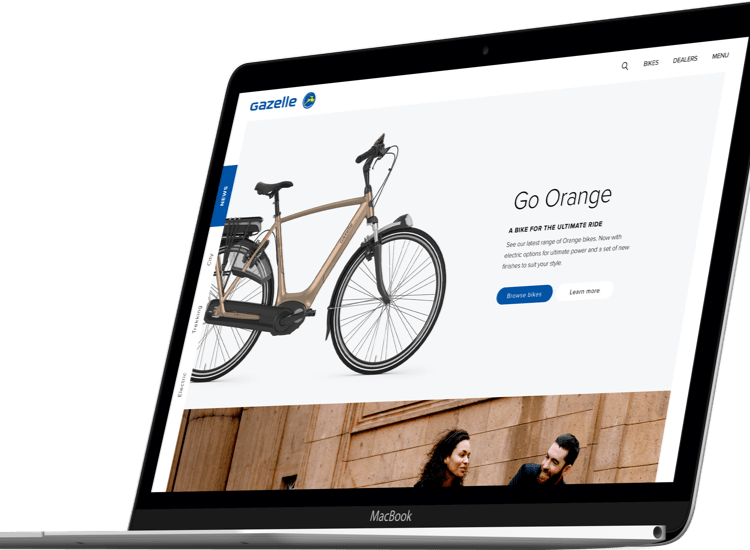 Gazelle
BIKES
DEALERS
MENU
NEWS
City
Trekking
Electric
Go Orange
A BIKE FOR THE ULTIMATE RIDE
See our latest range of Orange bikes. Now with
electric options for ultimate power and a set of new
finishes to suit your style.
Browse bikes
Learn more
MacBook